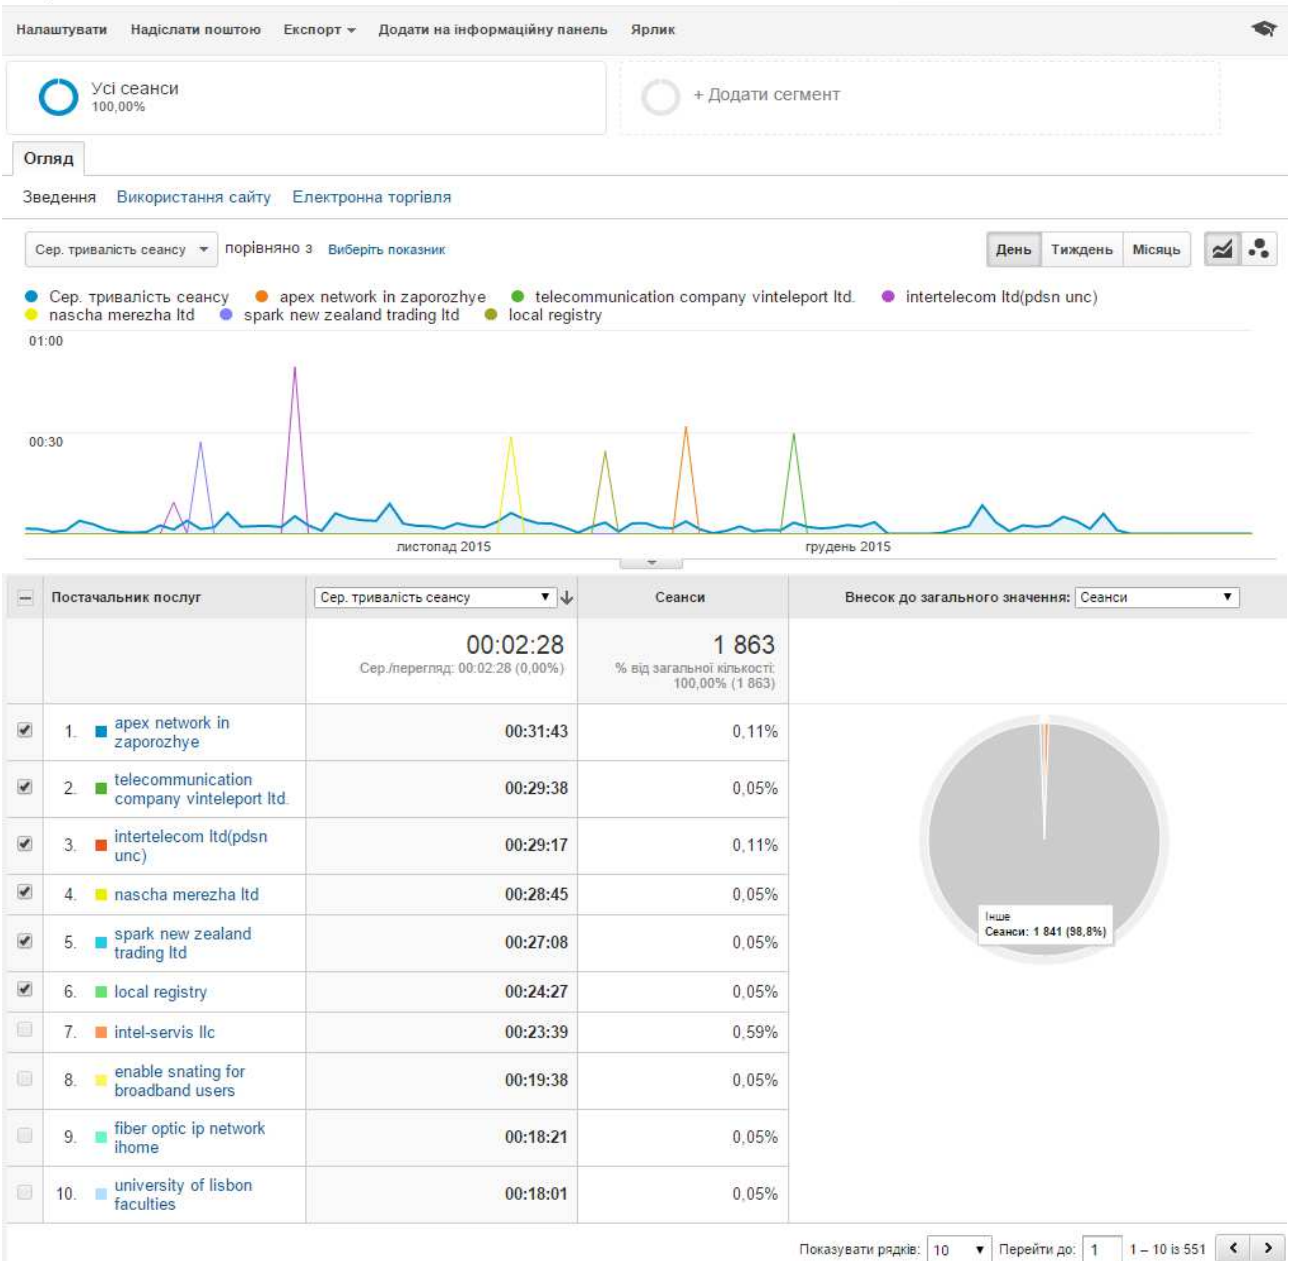 Налаштувати Надіслати поштою Експорт Додати на інформаційну панель Ярлик
Усі сеанси
100,00%
+ Додати сегмент
Огляд
Зведення Використання сайту Електронна торгівля
Сер. тривалість сеансу порівняно з Виберіть показник
День Тиждень Місяць
Сер. тривалість сеансу apex network in zaporozhye telecommunication company vinteleport ltd. intertelecom ltd(pdsn unc)
nascha merezha ltd spark new zealand trading ltd local registry
01:00
00:30
листопад 2015 грудень 2015
Постачальник послуг Сер. тривалість сеансу Сеанси Внесок до загального значення: Сеанси
00:02:28 1 863
Сер./перегляд: 00:02:28 (0,00%) % від загальної кількості:
100,00% (1 863)
1. apex network in
zaporozhye 00:31:43 0,11%
2. telecommunication
company vinteleport ltd. 00:29:38 0,05%
3. intertelecom ltd(pdsn
unc) 00:29:17 0,11%
4. nascha merezha ltd 00:28:45 0,05%
Інше
Сеанси: 1 841 (98,8%)
5. spark new zealand
trading ltd 00:27:08 0,05%
6. local registry 00:24:27 0,05%
7. intel-servis llc 00:23:39 0,59%
8. enable snating for
broadband users 00:19:38 0,05%
9. fiber optic ip network
ihome 00:18:21 0,05%
10. university of lisbon
faculties 00:18:01 0,05%
Показувати рядків: 10 Перейти до: 1 1 – 10 із 551